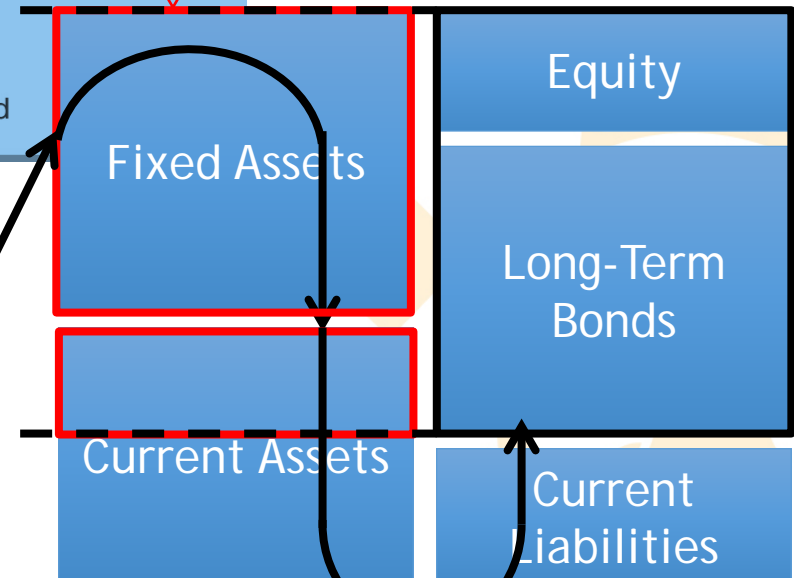 d
Fixed Assets
Equity
Long-Term
Bonds
Current Assets
Current
Liabilities